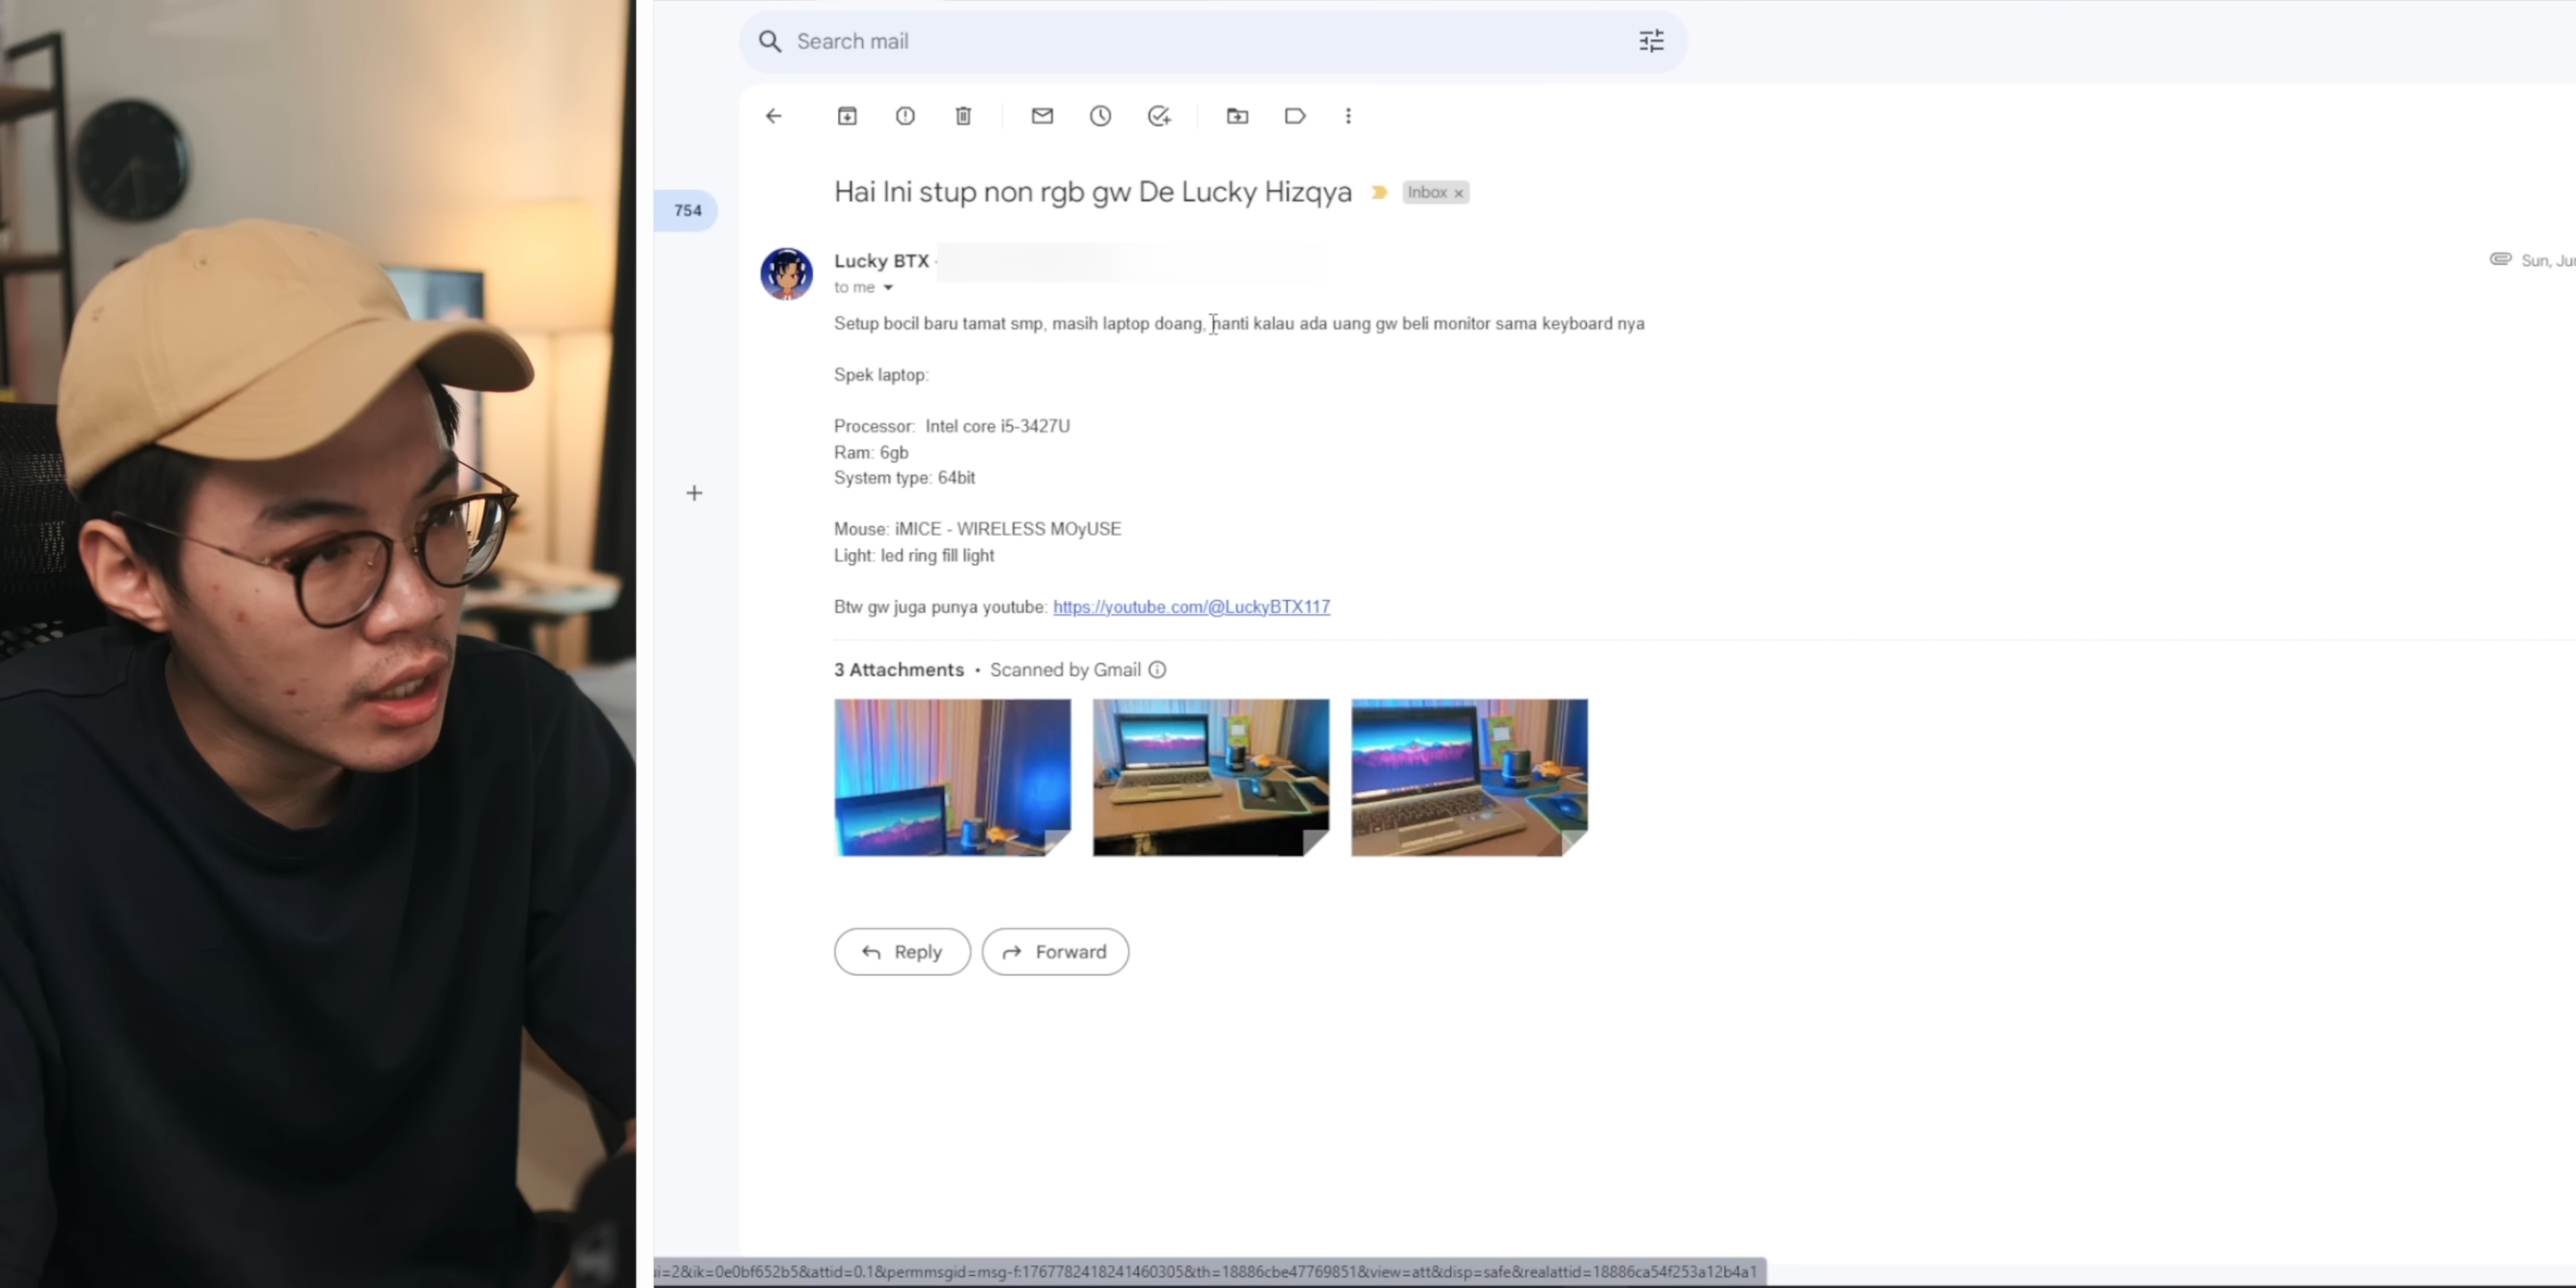 Search mail
754
Hai Ini stup non rgb gw De Lucky Hizqya
Inbox ×
Lucky BTX
Sun, Jun
to me
Setup bocil baru tamat smp, masih laptop doang, nanti kalau ada uang gw beli monitor sama keyboard nya
Spek laptop:
Processor: Intel core i5-3427U
Ram: 6gb
System type: 64bit
Mouse: iMICE - WIRELESS MOyUSE
Light: led ring fill light
Btw gw juga punya youtube: https://youtube.com/@LuckyBTX117
3 Attachments • Scanned by Gmail
Reply
Forward
ui=2&ik=0e0bf652b5&attid=0.1&permmsgid=msg-f:1767782418241460305&th=18886cbe47769851&view=att&disp=safe&realattid=18886ca54f253a12b4a1